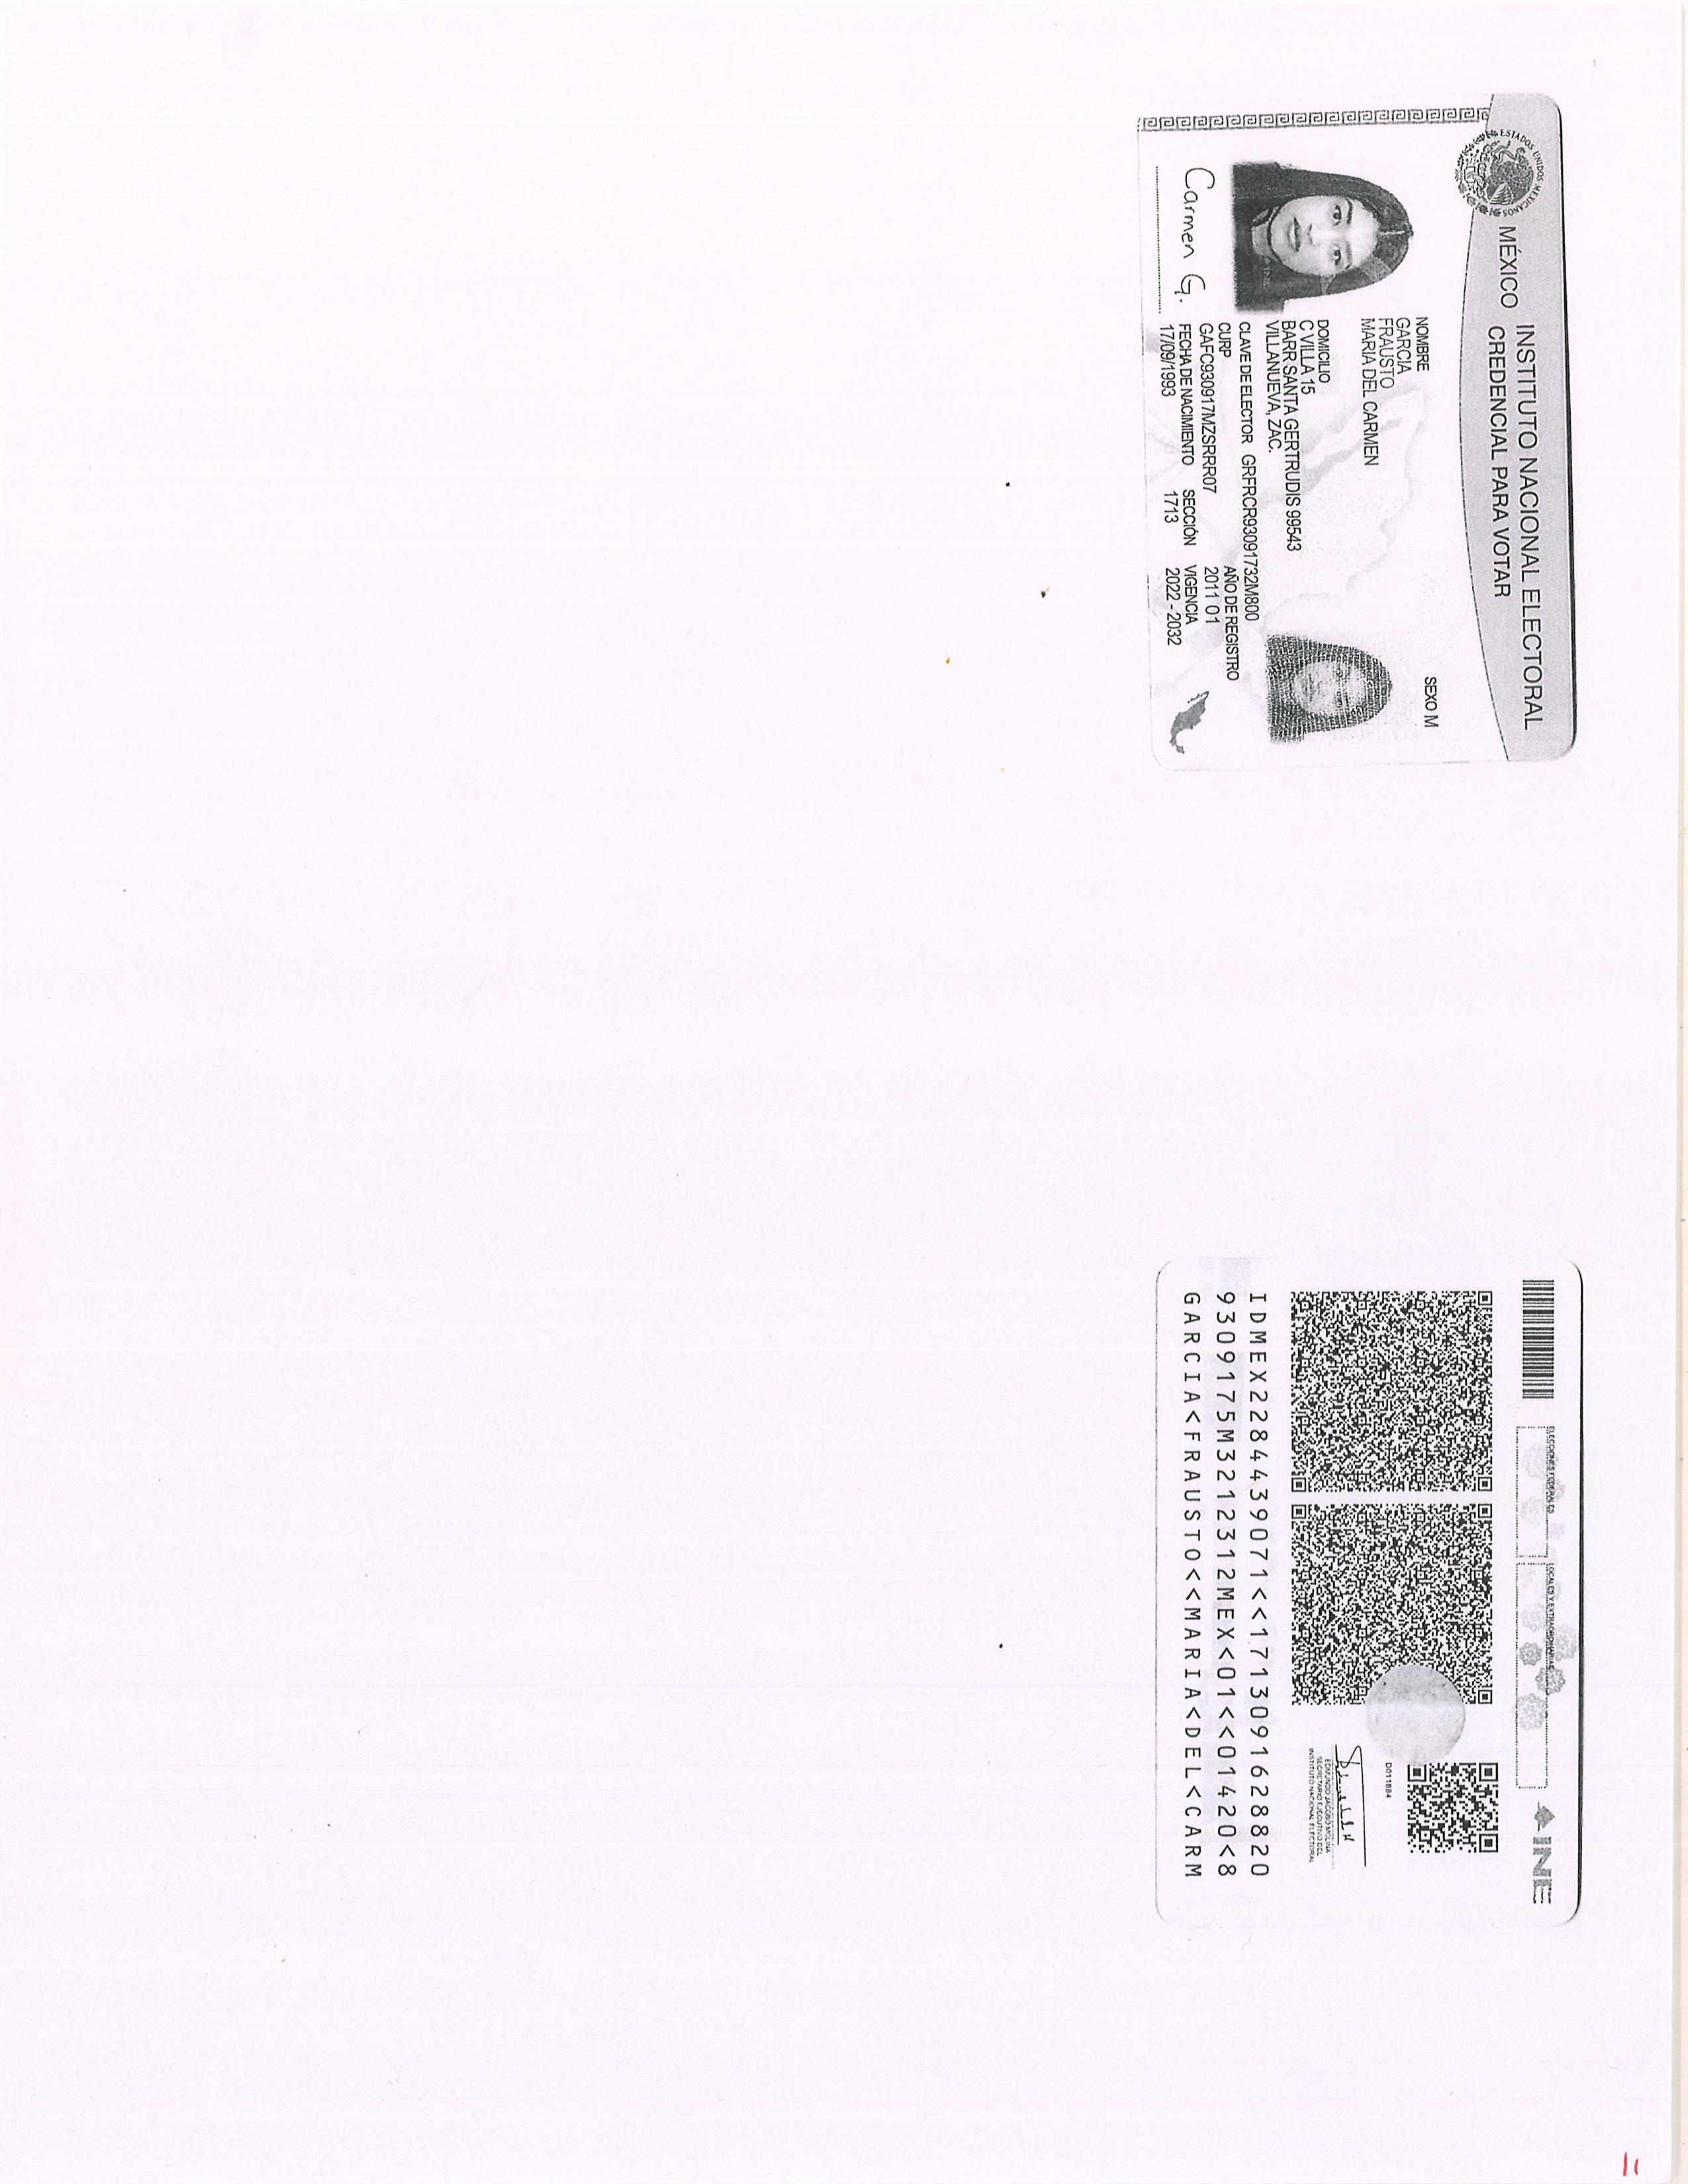 ESTADOS UNIDOS MEXICANOS
MÉXICO INSTITUTO NACIONAL ELECTORAL
CREDENCIAL PARA VOTAR
NOMBRE
GARCIA
FRAUSTO
MARIA DEL CARMEN
SEXO M
DOMICILIO
C VILLA 15
BARR SANTA GERTRUDIS 99543
VILLANUEVA, ZAC.
CLAVE DE ELECTOR GRFRCR93091732M800
CURP AÑO DE REGISTRO
GAFC930917MZSRRR07 2011 01
FECHA DE NACIMIENTO SECCIÓN VIGENCIA
17/09/1993 1713 2022 - 2032
Carmen G.
ELECCIONES FEDERALES
LOCALES Y EXTRAORDINARIAS
INE
D011884
EDMUNDO JACOBO MOLINA
SECRETARIO EJECUTIVO DEL
INSTITUTO NACIONAL ELECTORAL
IDMEX2284439071<<1713091628820
9309175M3212312MEX<01<<01420<8
GARCIA<FRAUSTO<<MARIA<DEL<CARM
11